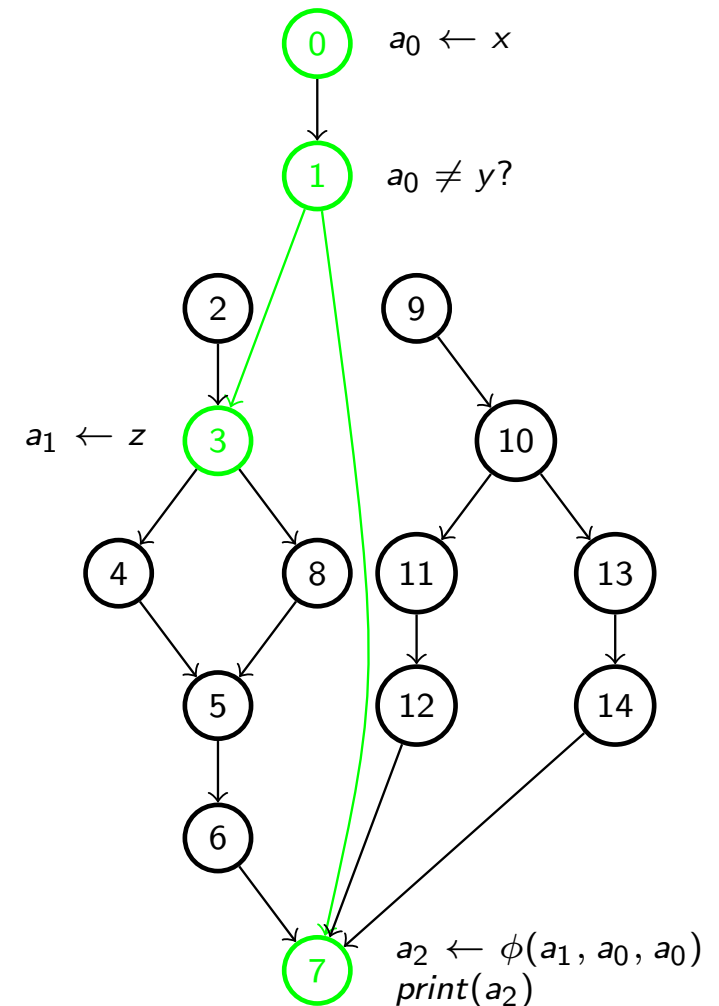 0 a₀ ← x
1 a₀ ≠ y?
2 9
a₁ ← z 3 10
4 8 11 13
5 12 14
6
7 a₂ ← ϕ(a₁, a₀, a₀)
print(a₂)